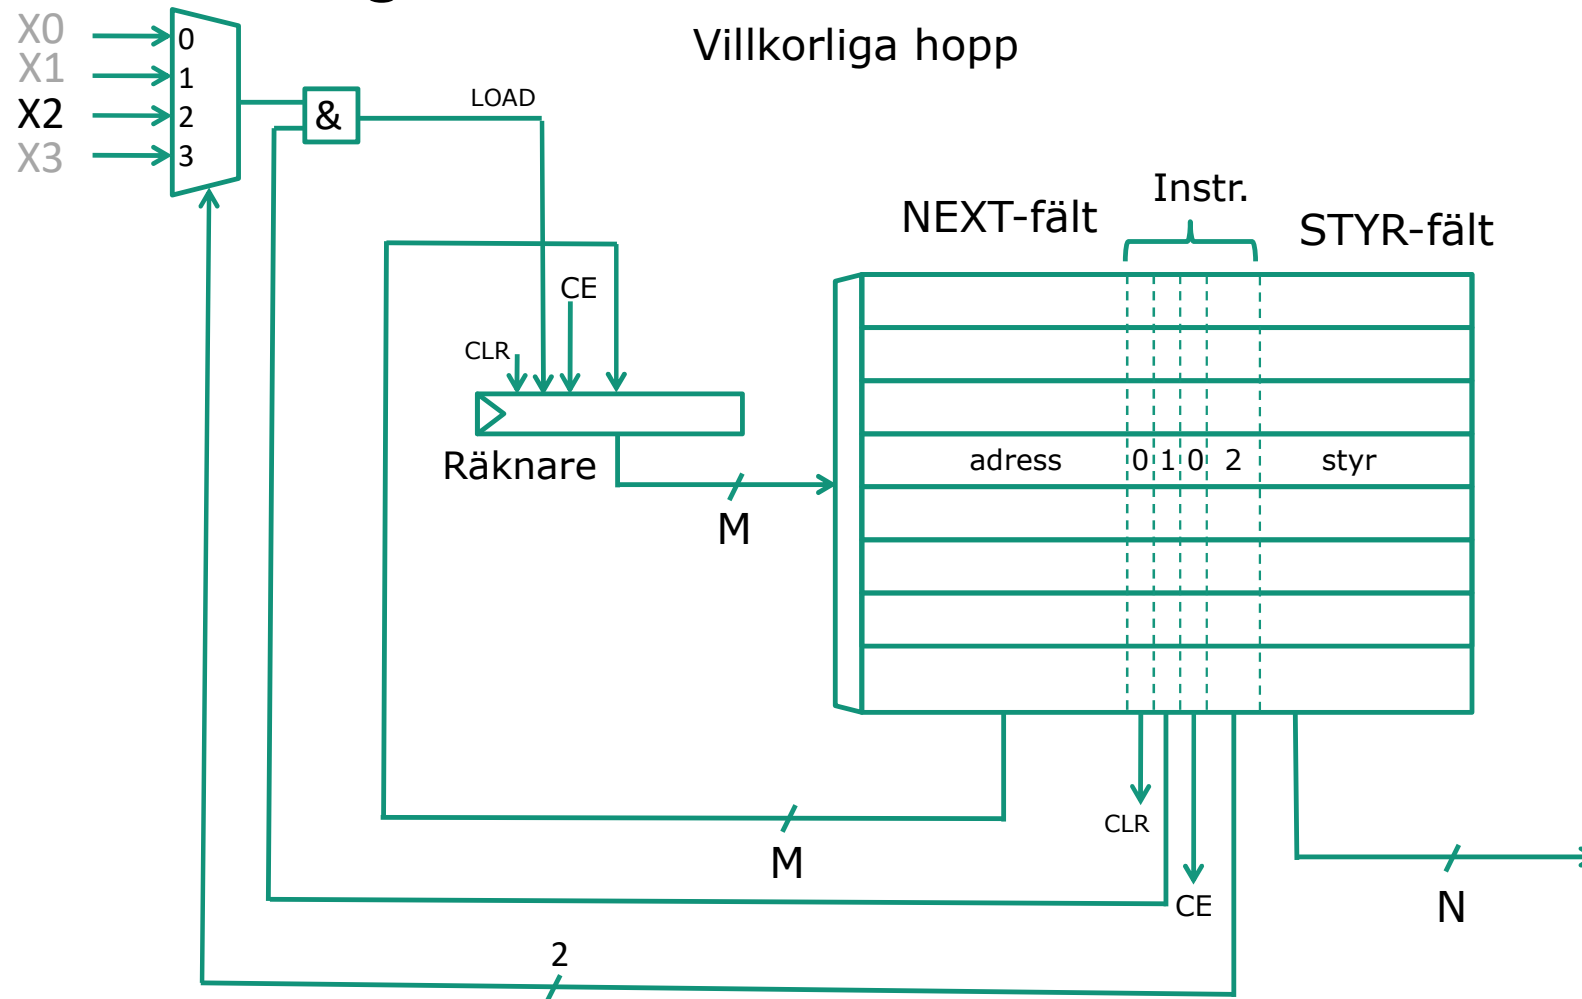 Villkorliga hopp
X0
X1
X2
X3
0
1
2
3
&
LOAD
CE
CLR
Räknare
M
NEXT-fält
Instr.
STYR-fält
adress 0 1 0 2 styr
CLR
CE
M
N
2